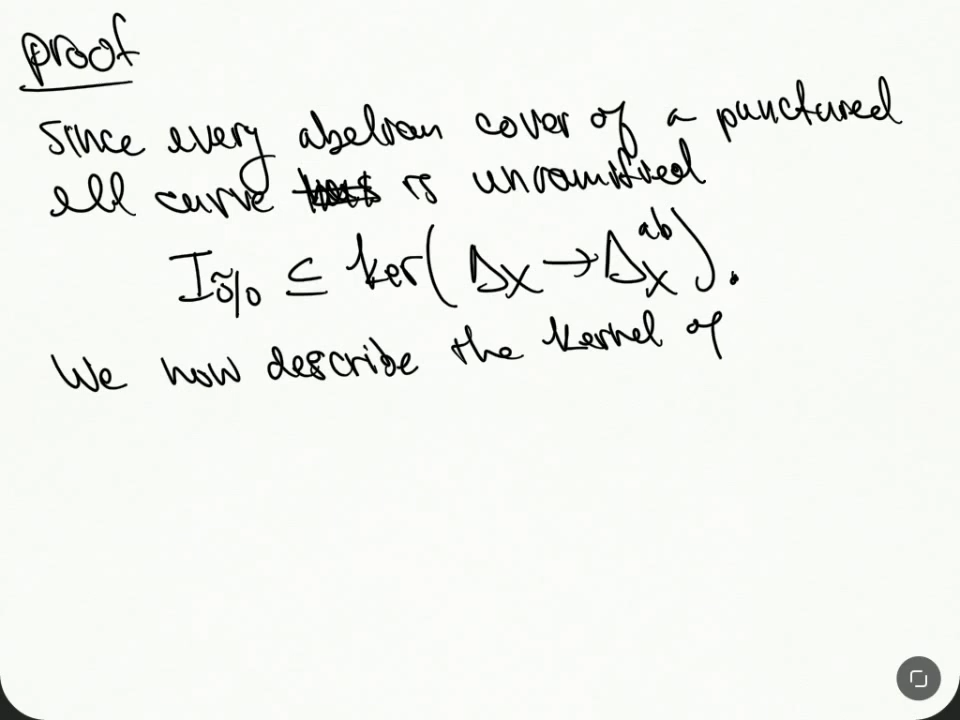 proof
Since every abelian cover of a punctured
ell curve is unramified
I_{õ/0} ⊆ ker(Δ_X → Δ_X^{ab}).
We now describe the kernel of